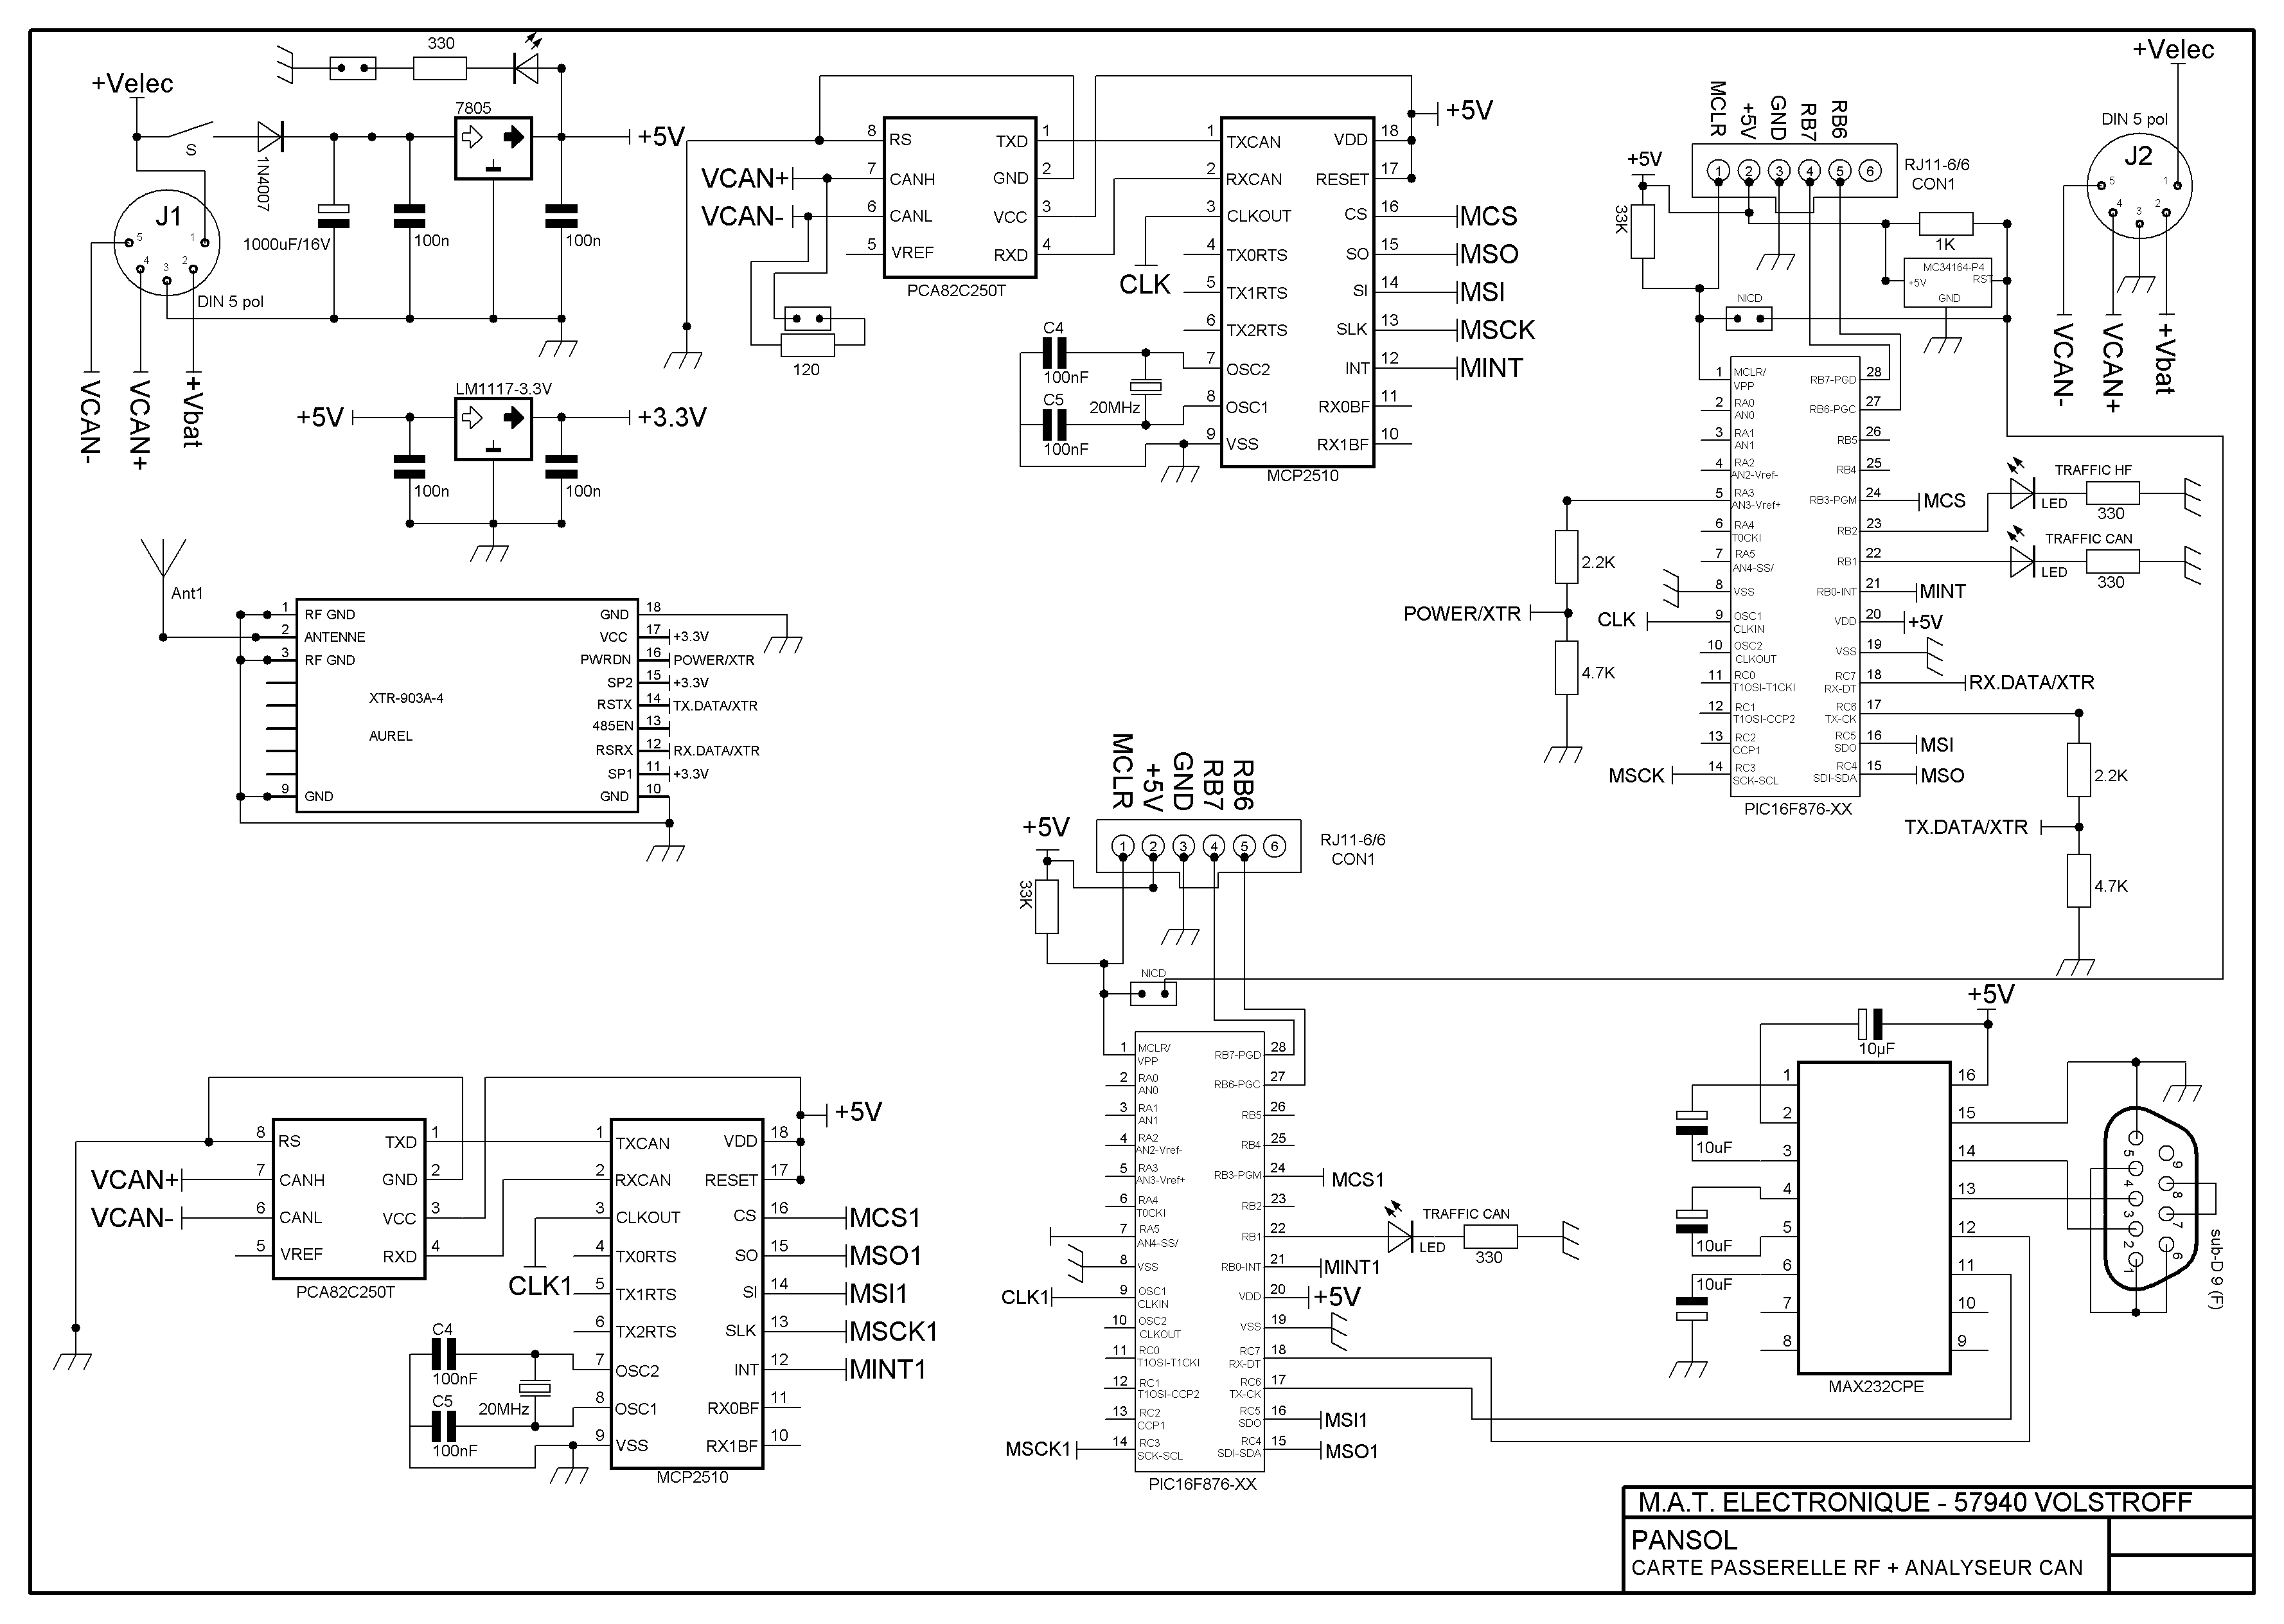 +Velec
330
S
1N4007
7805
+5V
J1
1
2
3
4
5
DIN 5 pol
1000uF/16V
100n
100n
VCAN-
VCAN+
+Vbat
+5V
LM1117-3.3V
+3.3V
100n
100n
VCAN+
VCAN-
8 RS
7 CANH
6 CANL
5 VREF
TXD 1
GND 2
VCC 3
RXD 4
PCA82C250T
120
CLK
C4
100nF
C5
100nF
20MHz
1 TXCAN
2 RXCAN
3 CLKOUT
4 TX0RTS
5 TX1RTS
6 TX2RTS
7 OSC2
8 OSC1
9 VSS
VDD 18
RESET 17
CS 16
SO 15
SI 14
SLK 13
INT 12
RX0BF 11
RX1BF 10
MCP2510
+5V
MCS
MSO
MSI
MSCK
MINT
MCLR
+5V
GND
RB7
RB6
1 2 3 4 5 6
RJ11-6/6
CON1
+5V
33K
1K
MC34164-P4
+5V
RST
GND
NICD
+Velec
DIN 5 pol
J2
1
2
3
4
5
VCAN-
VCAN+
+Vbat
1 MCLR/
VPP
2 RA0
AN0
3 RA1
AN1
4 RA2
AN2-Vref-
5 RA3
AN3-Vref+
6 RA4
T0CKI
7 RA5
AN4-SS/
8 VSS
9 OSC1
CLKIN
10 OSC2
CLKOUT
11 RC0
T1OSI-T1CKI
12 RC1
T1OSI-CCP2
13 RC2
CCP1
14 RC3
SCK-SCL
RB7-PGD 28
RB6-PGC 27
RB5 26
RB4 25
RB3-PGM 24
RB2 23
RB1 22
RB0-INT 21
VDD 20
VSS 19
RC7 18
RX-DT
RC6 17
TX-CK
RC5 16
SDO
RC4 15
SDI-SDA
PIC16F876-XX
2.2K
POWER/XTR
4.7K
CLK
MSCK
MCS
TRAFFIC HF
LED
330
TRAFFIC CAN
LED
330
MINT
+5V
RX.DATA/XTR
MSI
MSO
2.2K
TX.DATA/XTR
4.7K
Ant1
1 RF GND
2 ANTENNE
3 RF GND
9 GND
XTR-903A-4
AUREL
GND 18
VCC 17 +3.3V
PWRDN 16 POWER/XTR
SP2 15 +3.3V
RSTX 14 TX.DATA/XTR
485EN 13
RSRX 12 RX.DATA/XTR
SP1 11 +3.3V
GND 10
MCLR
+5V
GND
RB7
RB6
1 2 3 4 5 6
RJ11-6/6
CON1
+5V
33K
NICD
1 MCLR/
VPP
2 RA0
AN0
3 RA1
AN1
4 RA2
AN2-Vref-
5 RA3
AN3-Vref+
6 RA4
T0CKI
7 RA5
AN4-SS/
8 VSS
9 OSC1
CLKIN
10 OSC2
CLKOUT
11 RC0
T1OSI-T1CKI
12 RC1
T1OSI-CCP2
13 RC2
CCP1
14 RC3
SCK-SCL
RB7-PGD 28
RB6-PGC 27
RB5 26
RB4 25
RB3-PGM 24
RB2 23
RB1 22
RB0-INT 21
VDD 20
VSS 19
RC7 18
RX-DT
RC6 17
TX-CK
RC5 16
SDO
RC4 15
SDI-SDA
PIC16F876-XX
CLK1
MSCK1
MCS1
TRAFFIC CAN
LED
330
MINT1
+5V
MSI1
MSO1
VCAN+
VCAN-
8 RS
7 CANH
6 CANL
5 VREF
TXD 1
GND 2
VCC 3
RXD 4
PCA82C250T
CLK1
C4
100nF
C5
100nF
20MHz
1 TXCAN
2 RXCAN
3 CLKOUT
4 TX0RTS
5 TX1RTS
6 TX2RTS
7 OSC2
8 OSC1
9 VSS
VDD 18
RESET 17
CS 16
SO 15
SI 14
SLK 13
INT 12
RX0BF 11
RX1BF 10
MCP2510
+5V
MCS1
MSO1
MSI1
MSCK1
MINT1
+5V
10µF
10uF
10uF
10uF
1
2
3
4
5
6
7
8
16
15
14
13
12
11
10
9
MAX232CPE
5
4
3
2
1
9
8
7
6
sub-D 9 (F)
M.A.T. ELECTRONIQUE - 57940 VOLSTROFF
PANSOL
CARTE PASSERELLE RF + ANALYSEUR CAN